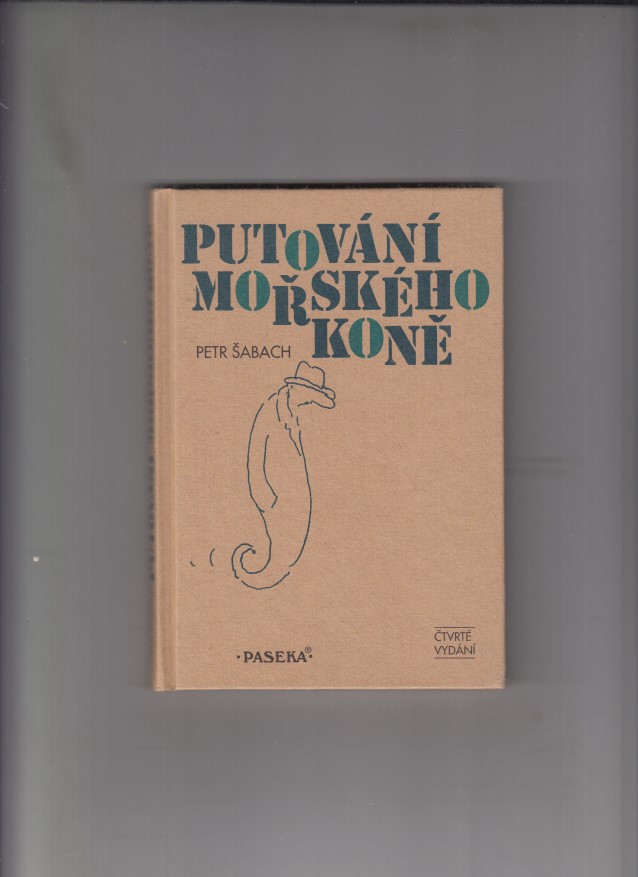 PUTOVÁNÍ
MOŘSKÉHO
KONĚ
PETR ŠABACH
·PASEKA®·
ČTVRTÉ
VYDÁNÍ